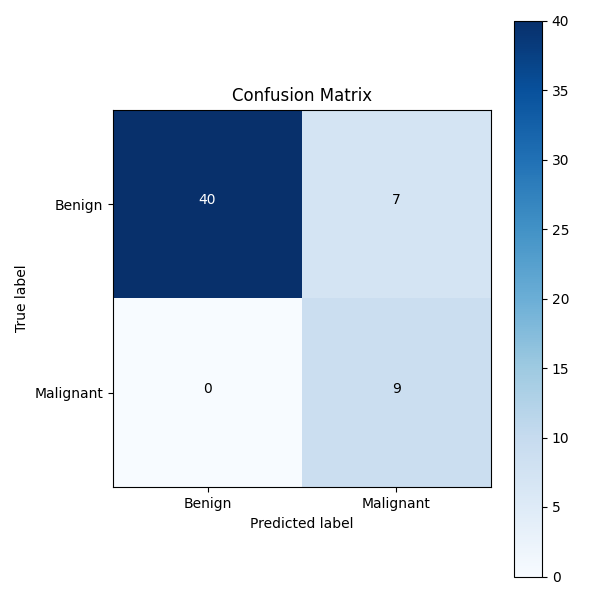 Confusion Matrix
True label
Benign
40
7
Malignant
0
9
Benign
Malignant
Predicted label
40
35
30
25
20
15
10
5
0